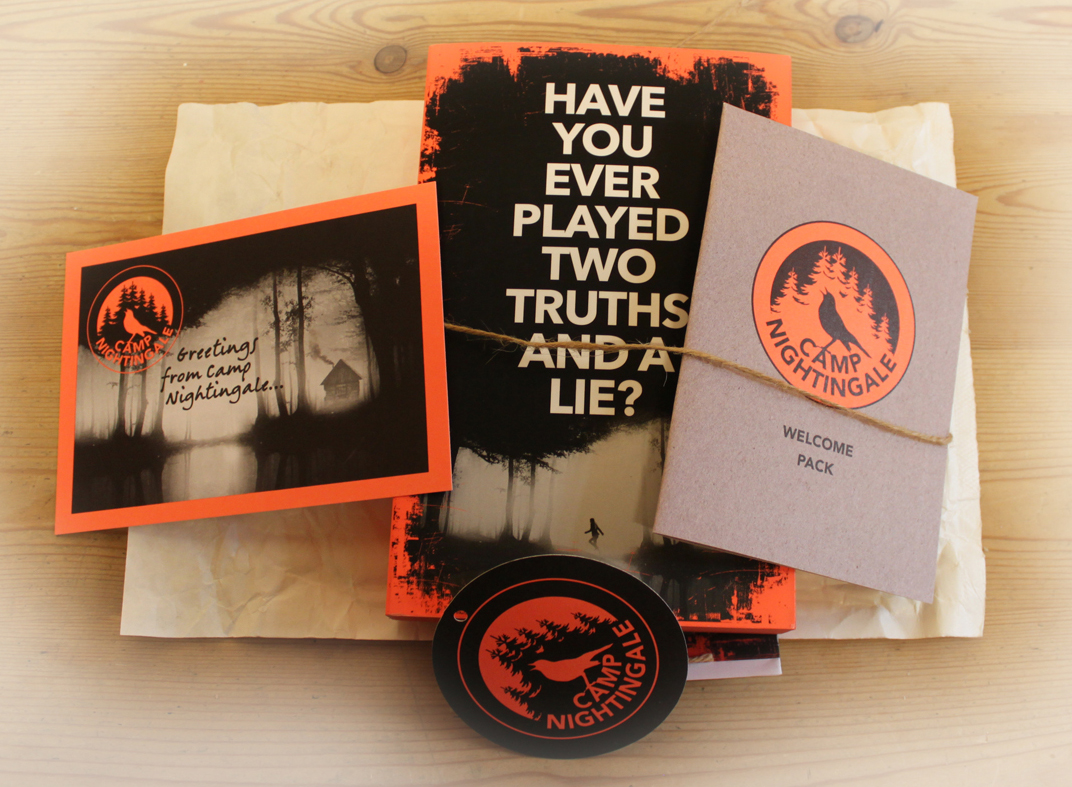 HAVE
YOU
EVER
PLAYED
TWO
TRUTHS
AND A
LIE?
CAMP
NIGHTINGALE
Greetings
from Camp
Nightingale...
CAMP
NIGHTINGALE
WELCOME
PACK
CAMP
NIGHTINGALE